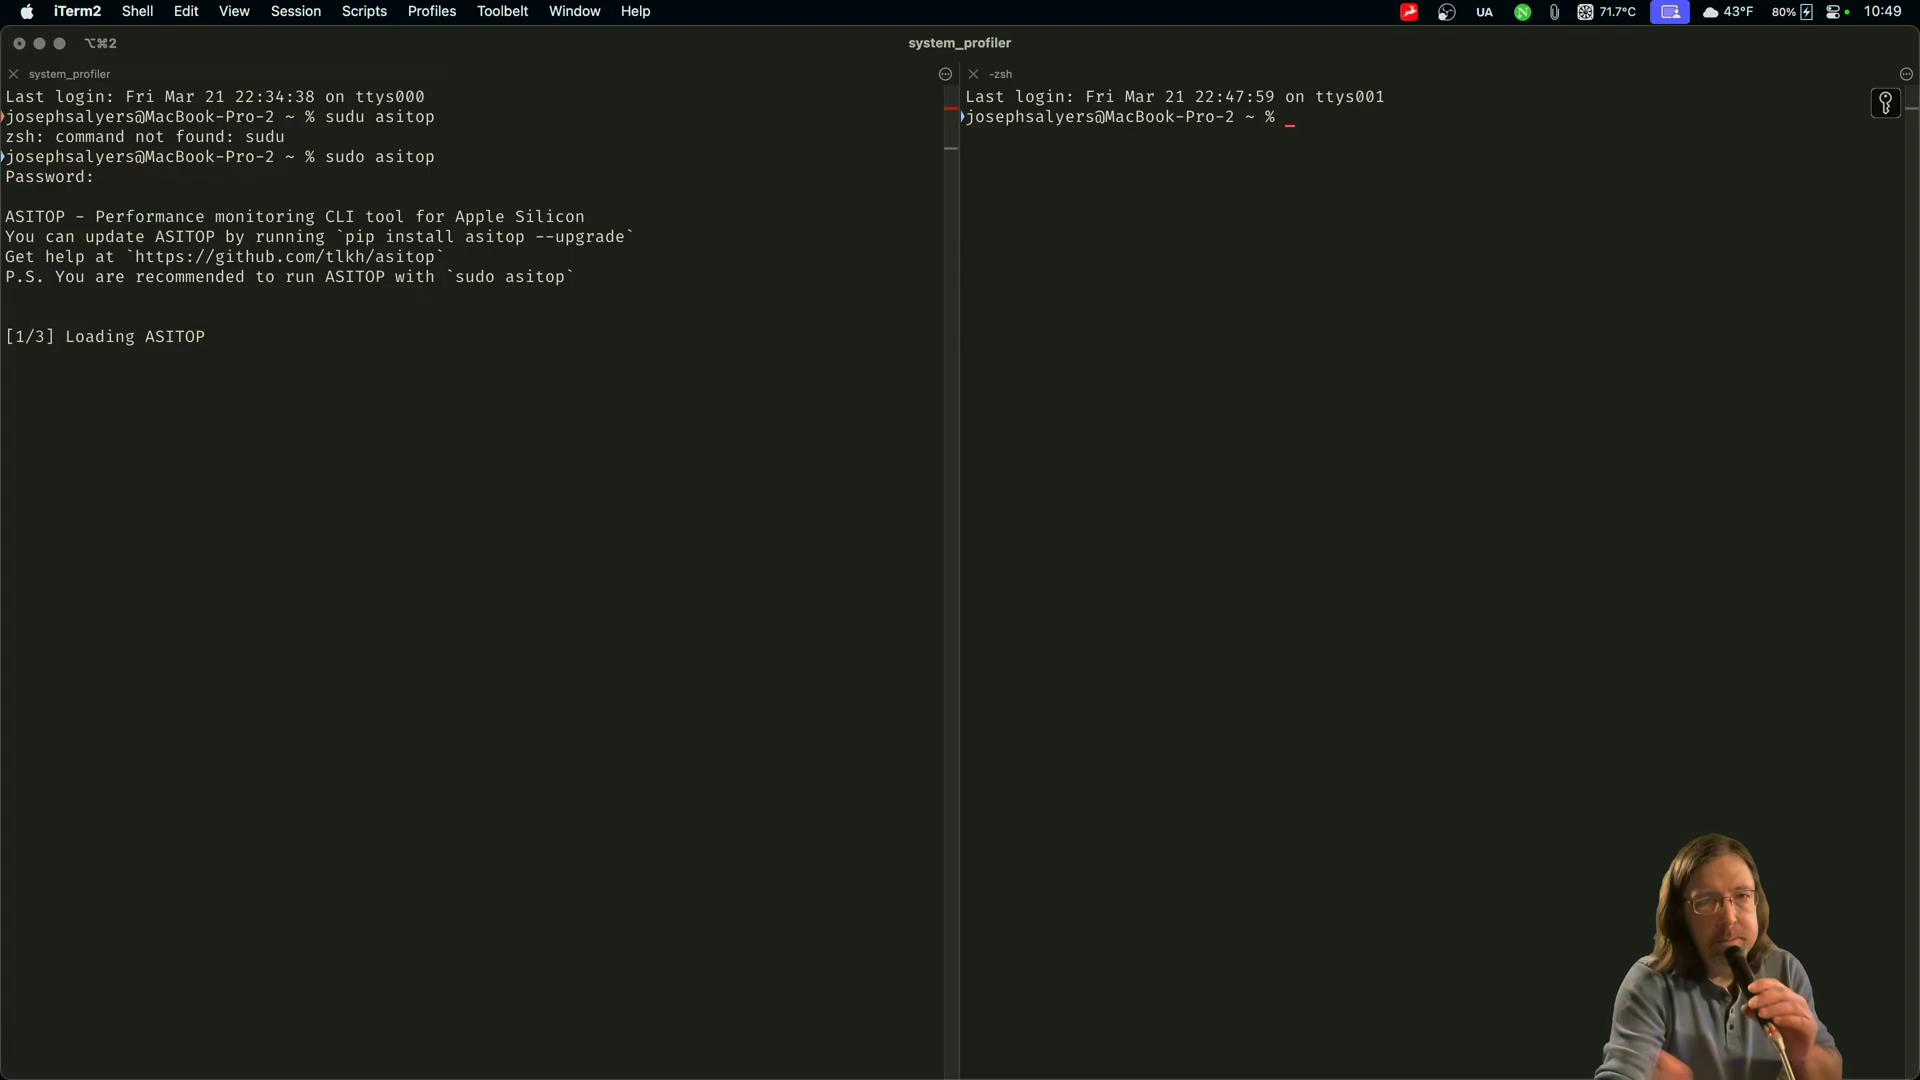 iTerm2 Shell Edit View Session Scripts Profiles Toolbelt Window Help UA N 71.7°C 43°F 80% 10:49
⌥⌘2 system_profiler
system_profiler
Last login: Fri Mar 21 22:34:38 on ttys000
josephsalyers@MacBook-Pro-2 ~ % sudu asitop
zsh: command not found: sudu
josephsalyers@MacBook-Pro-2 ~ % sudo asitop
Password:
ASITOP - Performance monitoring CLI tool for Apple Silicon
You can update ASITOP by running `pip install asitop --upgrade`
Get help at `https://github.com/tlkh/asitop`
P.S. You are recommended to run ASITOP with `sudo asitop`
[1/3] Loading ASITOP
-zsh
Last login: Fri Mar 21 22:47:59 on ttys001
josephsalyers@MacBook-Pro-2 ~ % _